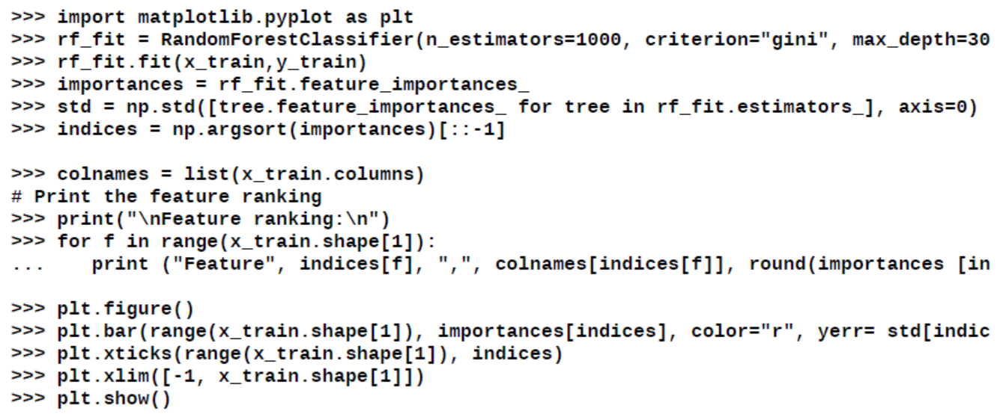 >>> import matplotlib.pyplot as plt
>>> rf_fit = RandomForestClassifier(n_estimators=1000, criterion="gini", max_depth=30
>>> rf_fit.fit(x_train,y_train)
>>> importances = rf_fit.feature_importances_
>>> std = np.std([tree.feature_importances_ for tree in rf_fit.estimators_], axis=0)
>>> indices = np.argsort(importances)[::-1]

>>> colnames = list(x_train.columns)
# Print the feature ranking
>>> print("\nFeature ranking:\n")
>>> for f in range(x_train.shape[1]):
...    print ("Feature", indices[f], ",", colnames[indices[f]], round(importances [in

>>> plt.figure()
>>> plt.bar(range(x_train.shape[1]), importances[indices], color="r", yerr= std[indic
>>> plt.xticks(range(x_train.shape[1]), indices)
>>> plt.xlim([-1, x_train.shape[1]])
>>> plt.show()